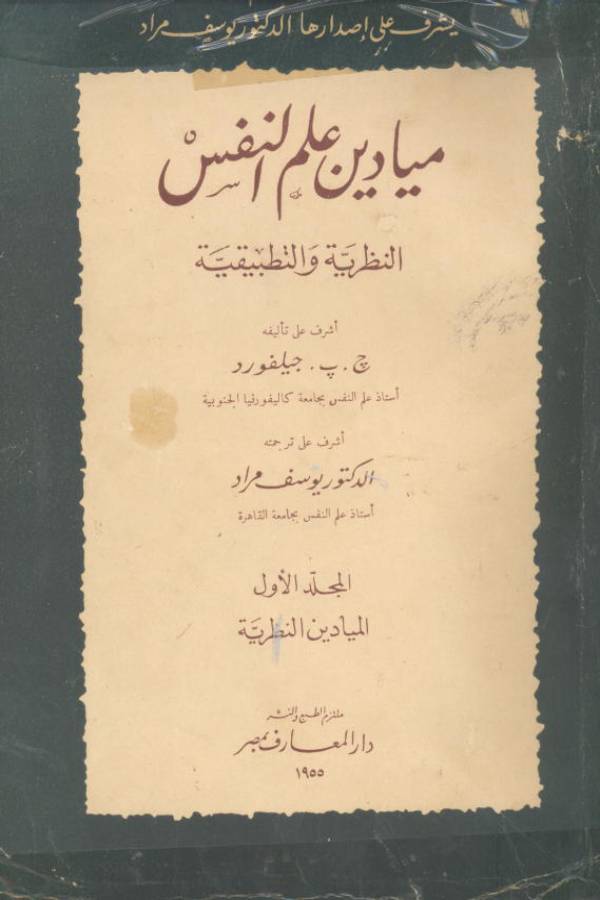 يشرف على إصدارها الدكتور يوسف مراد
ميادين علم النفس
النظرية والتطبيقية
أشرف على تأليفه
ج . پ . جيلفورد
أستاذ علم النفس بجامعة كاليفورنيا الجنوبية
أشرف على ترجمته
الدكتور يوسف مراد
أستاذ علم النفس بجامعة القاهرة
المجلد الأول
الميادين النظرية
ملتزم الطبع والنشر
دار المعارف بمصر
١٩٥٥